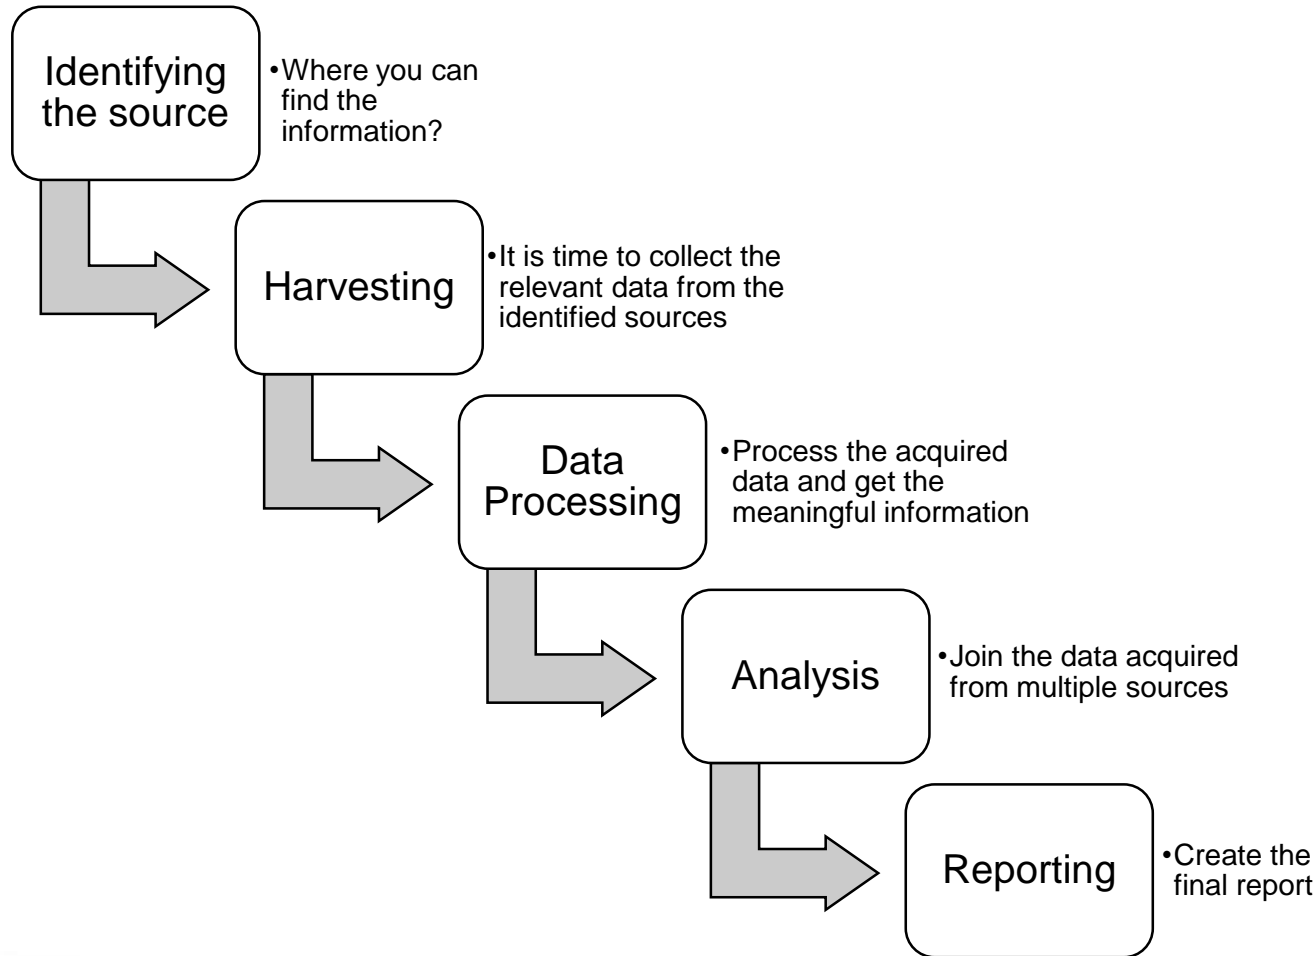 Identifying
the source
•Where you can
find the
information?
Harvesting
•It is time to collect the
relevant data from the
identified sources
Data
Processing
•Process the acquired
data and get the
meaningful information
Analysis
•Join the data acquired
from multiple sources
Reporting
•Create the
final report